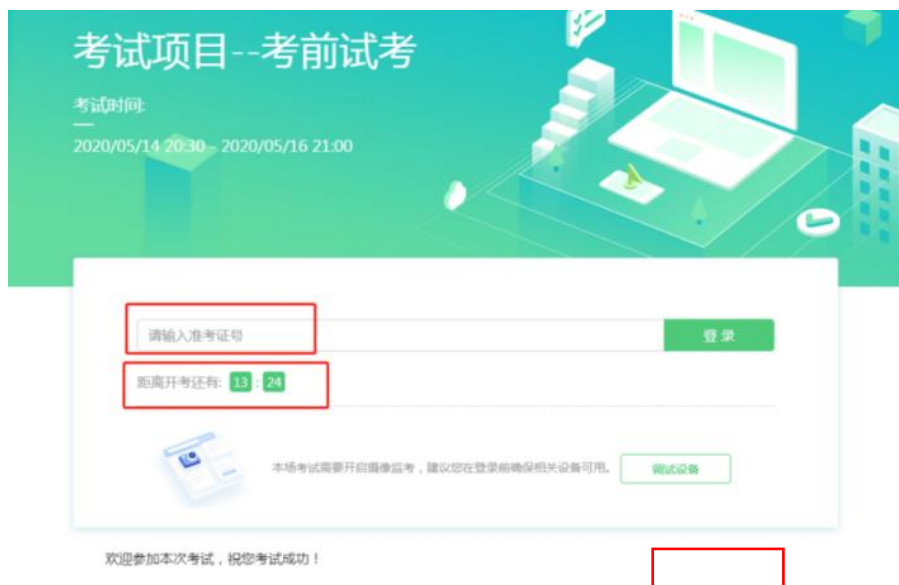 考试项目--考前试考
考试时间:
2020/05/14 20:30 - 2020/05/16 21:00
请输入准考证号
登 录
距离开考还有: 13 : 24
本场考试需要开启摄像监考，建议您在登录前确保相关设备可用。
调试设备
欢迎参加本次考试，祝您考试成功！